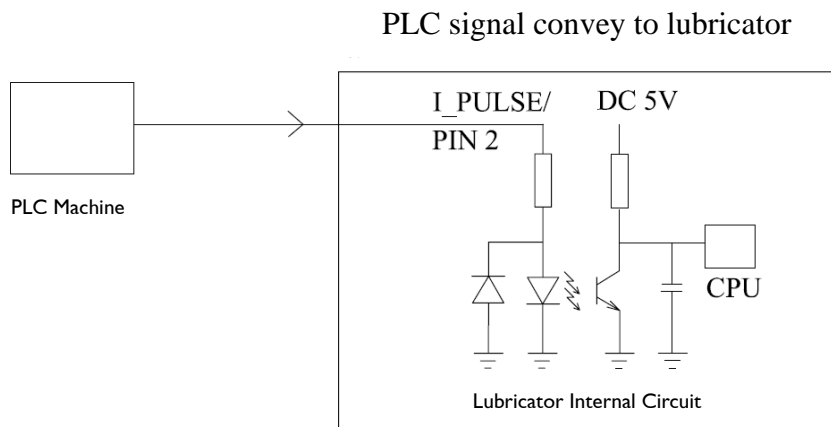 PLC signal convey to lubricator
I_PULSE/
PIN 2
DC 5V
PLC Machine
CPU
Lubricator Internal Circuit